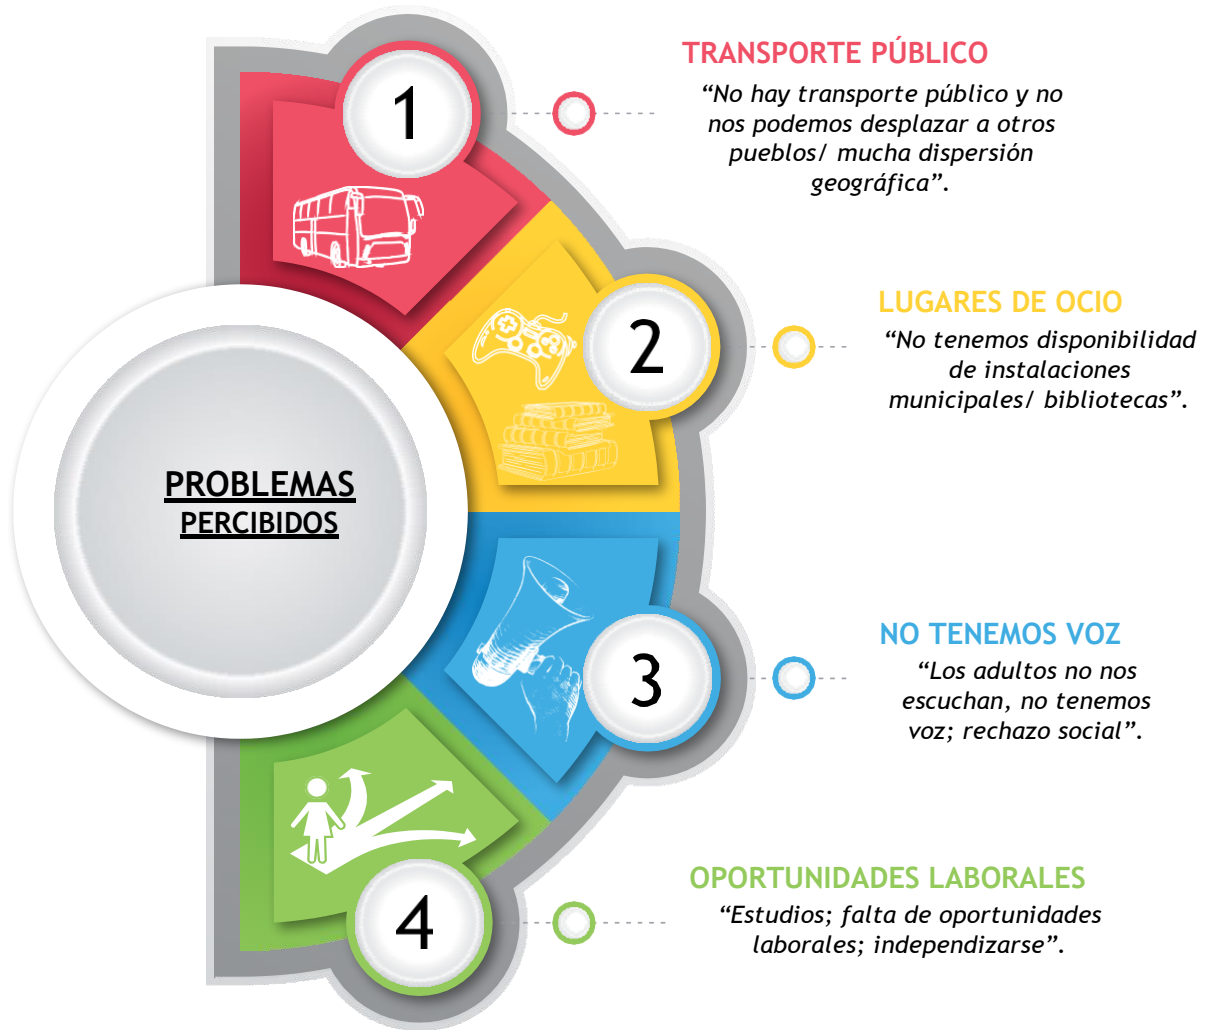 PROBLEMAS
PERCIBIDOS
1
TRANSPORTE PÚBLICO
“No hay transporte público y no
nos podemos desplazar a otros
pueblos/ mucha dispersión
geográfica”.
2
LUGARES DE OCIO
“No tenemos disponibilidad
de instalaciones
municipales/ bibliotecas”.
3
NO TENEMOS VOZ
“Los adultos no nos
escuchan, no tenemos
voz; rechazo social”.
4
OPORTUNIDADES LABORALES
“Estudios; falta de oportunidades
laborales; independizarse”.